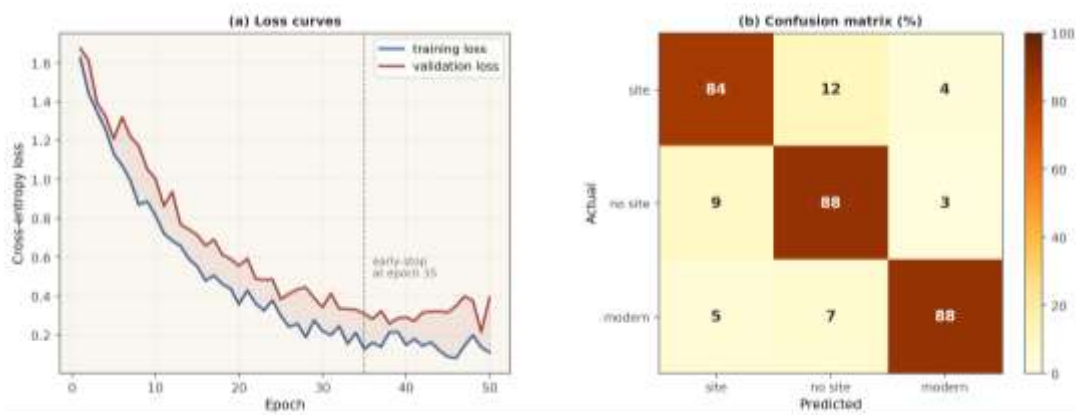 (a) Loss curves
training loss
validation loss
1.6
1.4
1.2
1.0
0.8
0.6
0.4
0.2
Cross-entropy loss
early-stop
at epoch 35
0
10
20
30
40
50
Epoch
(b) Confusion matrix (%)
site
84
12
4
no site
9
88
3
modern
5
7
88
Actual
site
no site
modern
Predicted
100
80
60
40
20
0